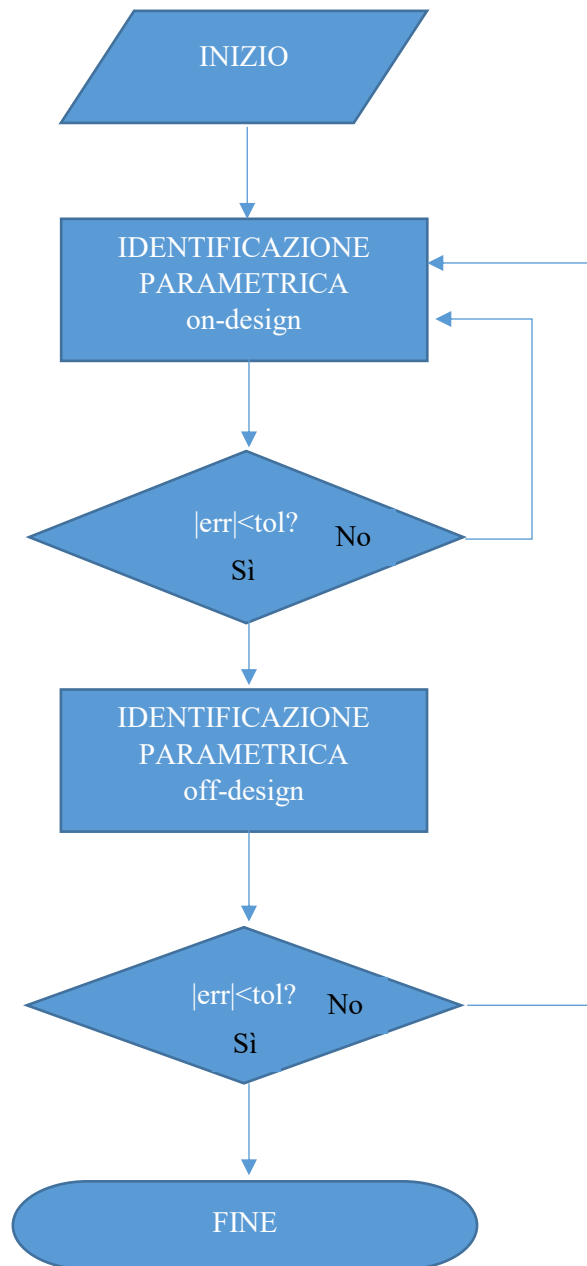 INIZIO
IDENTIFICAZIONE
PARAMETRICA
on-design
|err|<tol?
No
Sì
IDENTIFICAZIONE
PARAMETRICA
off-design
|err|<tol?
No
Sì
FINE